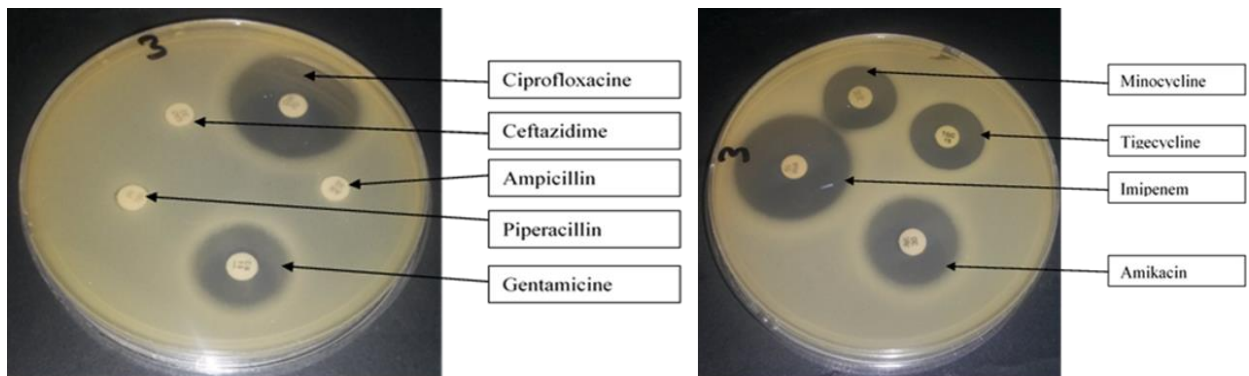 3
Ciprofloxacine
Ceftazidime
Ampicillin
Piperacillin
Gentamicine
3
Minocycline
Tigecycline
Imipenem
Amikacin